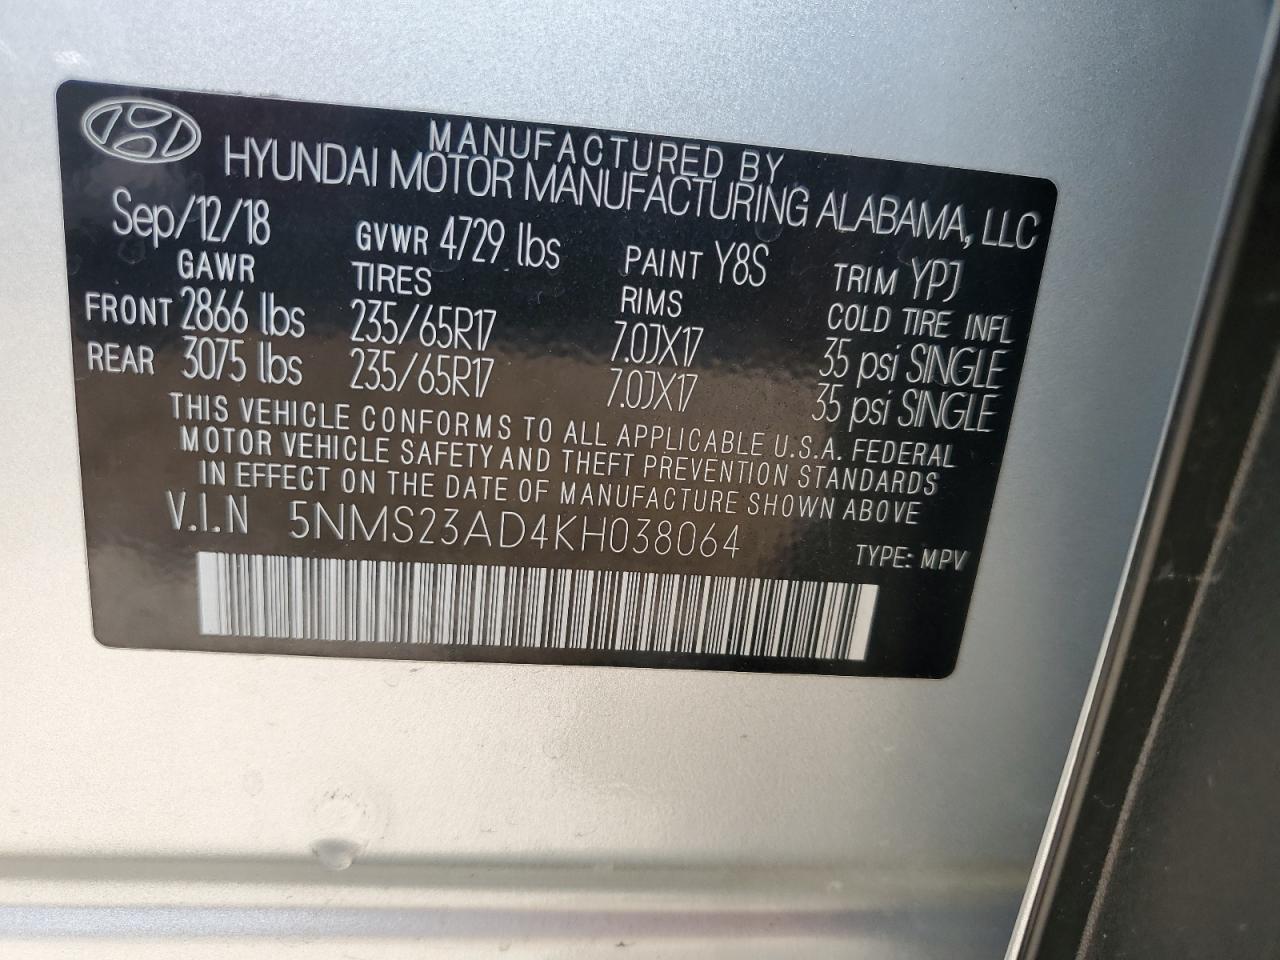 MANUFACTURED BY
HYUNDAI MOTOR MANUFACTURING ALABAMA, LLC
Sep/12/18 GVWR 4729 lbs PAINT Y8S TRIM YPJ
GAWR TIRES RIMS COLD TIRE INFL
FRONT 2866 lbs 235/65R17 7.0JX17 35 psi SINGLE
REAR 3075 lbs 235/65R17 7.0JX17 35 psi SINGLE
THIS VEHICLE CONFORMS TO ALL APPLICABLE U.S.A. FEDERAL
MOTOR VEHICLE SAFETY AND THEFT PREVENTION STANDARDS
IN EFFECT ON THE DATE OF MANUFACTURE SHOWN ABOVE
V.I.N 5NMS23AD4KH038064 TYPE: MPV